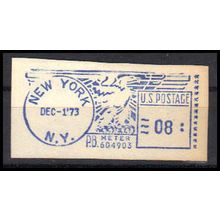 NEW YORK
DEC-1'73
N.Y.
U.S. POSTAGE
08
P.B. METER
604903